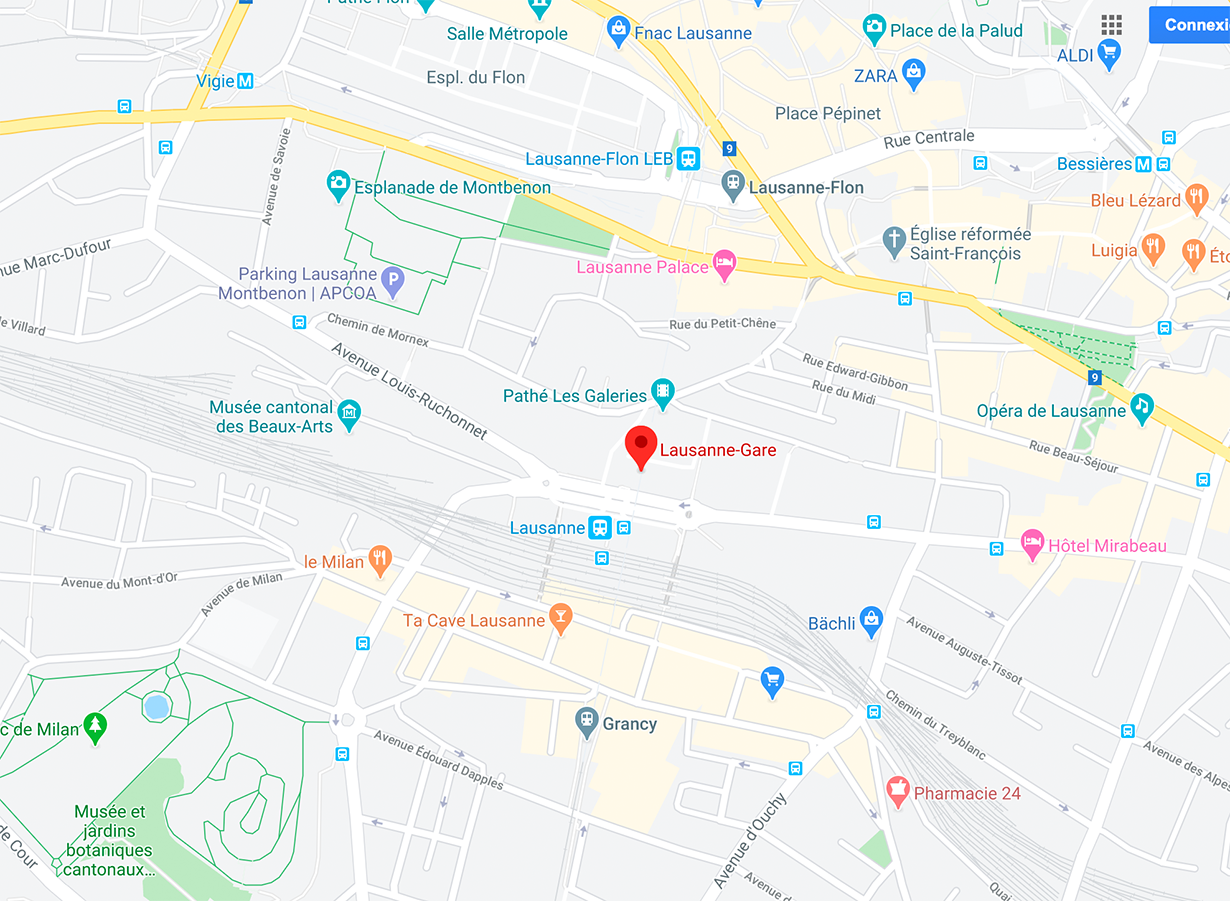 Pathé Flon
Salle Métropole
Fnac Lausanne
Place de la Palud
Connexi
ALDI
ZARA
Vigie M
Espl. du Flon
Place Pépinet
9
Rue Centrale
Lausanne-Flon LEB
Bessières M
Avenue de Savoie
Esplanade de Montbenon
Lausanne-Flon
Bleu Lézard
Église réformée
Saint-François
nue Marc-Dufour
Luigia
Éto
Parking Lausanne
Montbenon | APCOA
P
Lausanne Palace
de Villard
Chemin de Mornex
Rue du Petit-Chêne
Avenue Louis-Ruchonnet
Rue Edward-Gibbon
9
Rue du Midi
Pathé Les Galeries
Musée cantonal
des Beaux-Arts
Opéra de Lausanne
Lausanne-Gare
Rue Beau-Séjour
Lausanne
Hôtel Mirabeau
le Milan
Avenue du Mont-d'Or
Avenue de Milan
Ta Cave Lausanne
Bächli
Avenue Auguste-Tissot
Chemin du Treyblanc
c de Milan
Grancy
Avenue Édouard Dapples
Avenue des Alpes
Pharmacie 24
Musée et
jardins
botaniques
cantonaux...
Avenue d'Ouchy
de Cour
Avenue
Quai